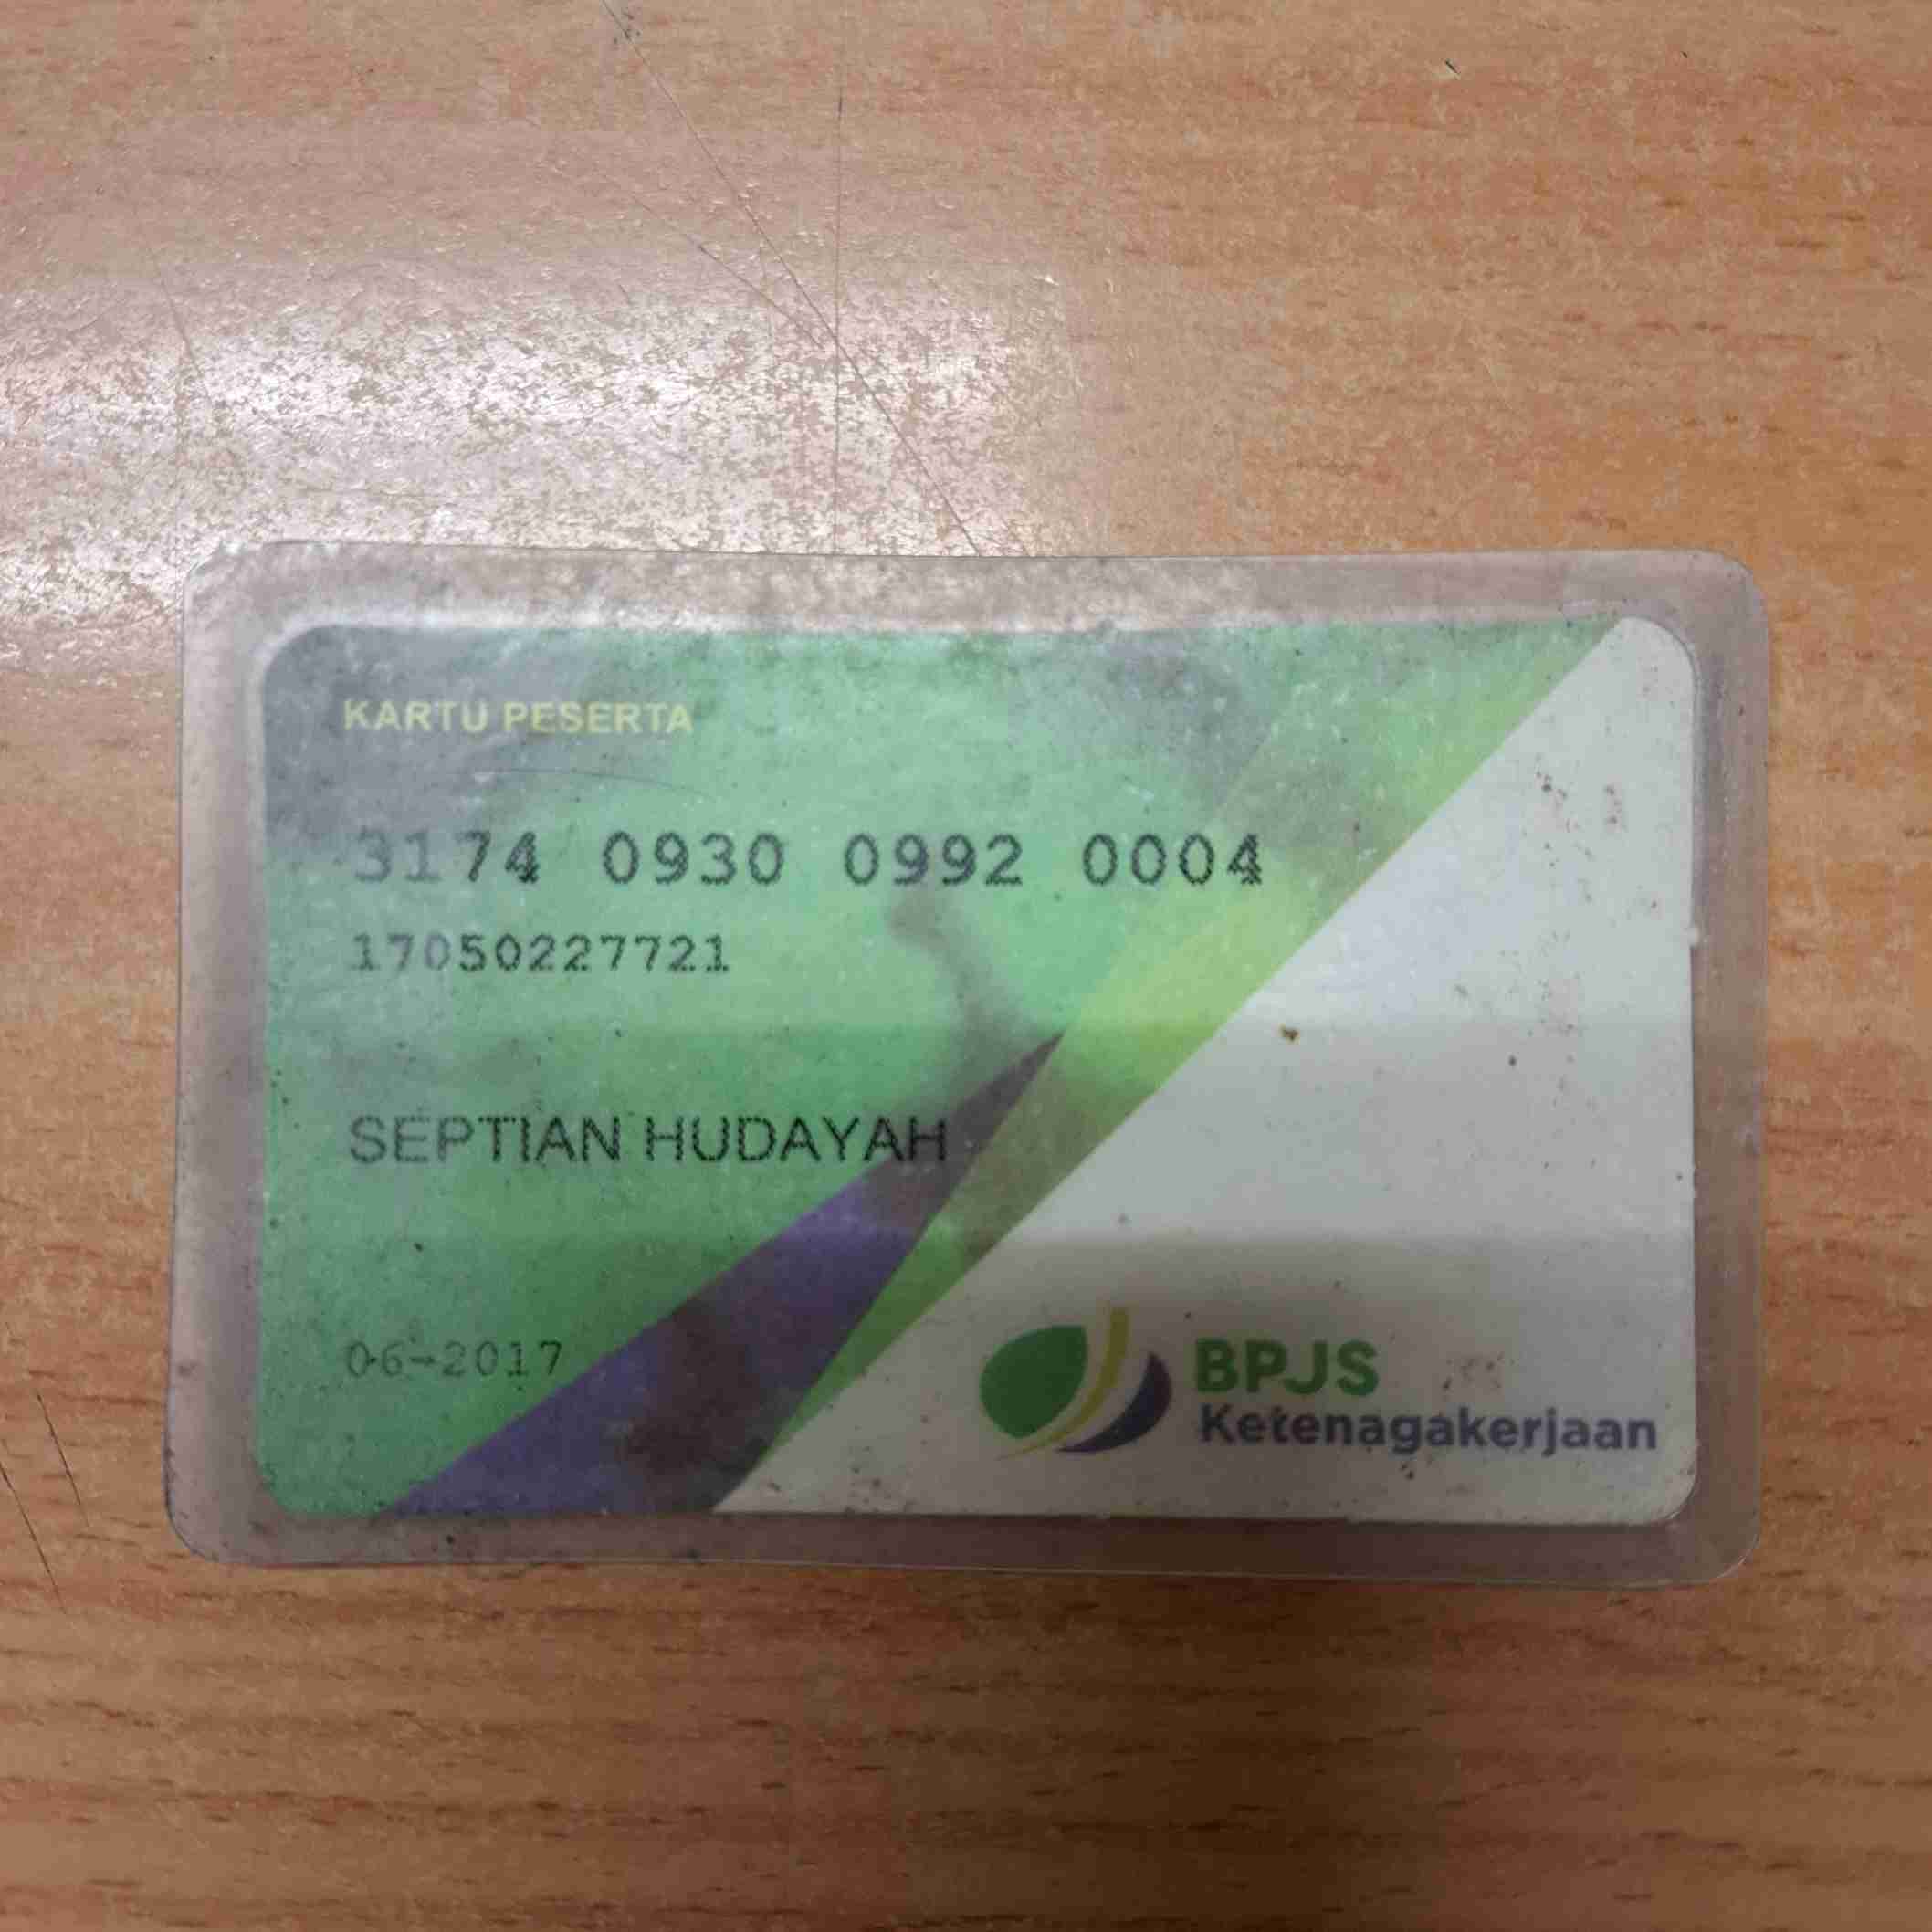 KARTU PESERTA
3174 0930 0992 0004
17050227721
SEPTIAN HUDAYAH
06-2017
BPJS
Ketenagakerjaan